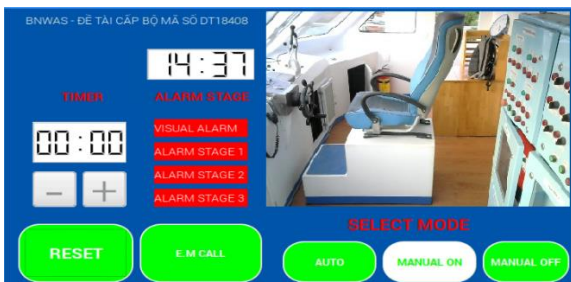 BNWAS - ĐỀ TÀI CẤP BỘ MÃ SỐ DT18408
14:37
TIMER
ALARM STAGE
00:00
VISUAL ALARM
ALARM STAGE 1
ALARM STAGE 2
ALARM STAGE 3
- +
SELECT MODE
RESET
E.M CALL
AUTO
MANUAL ON
MANUAL OFF